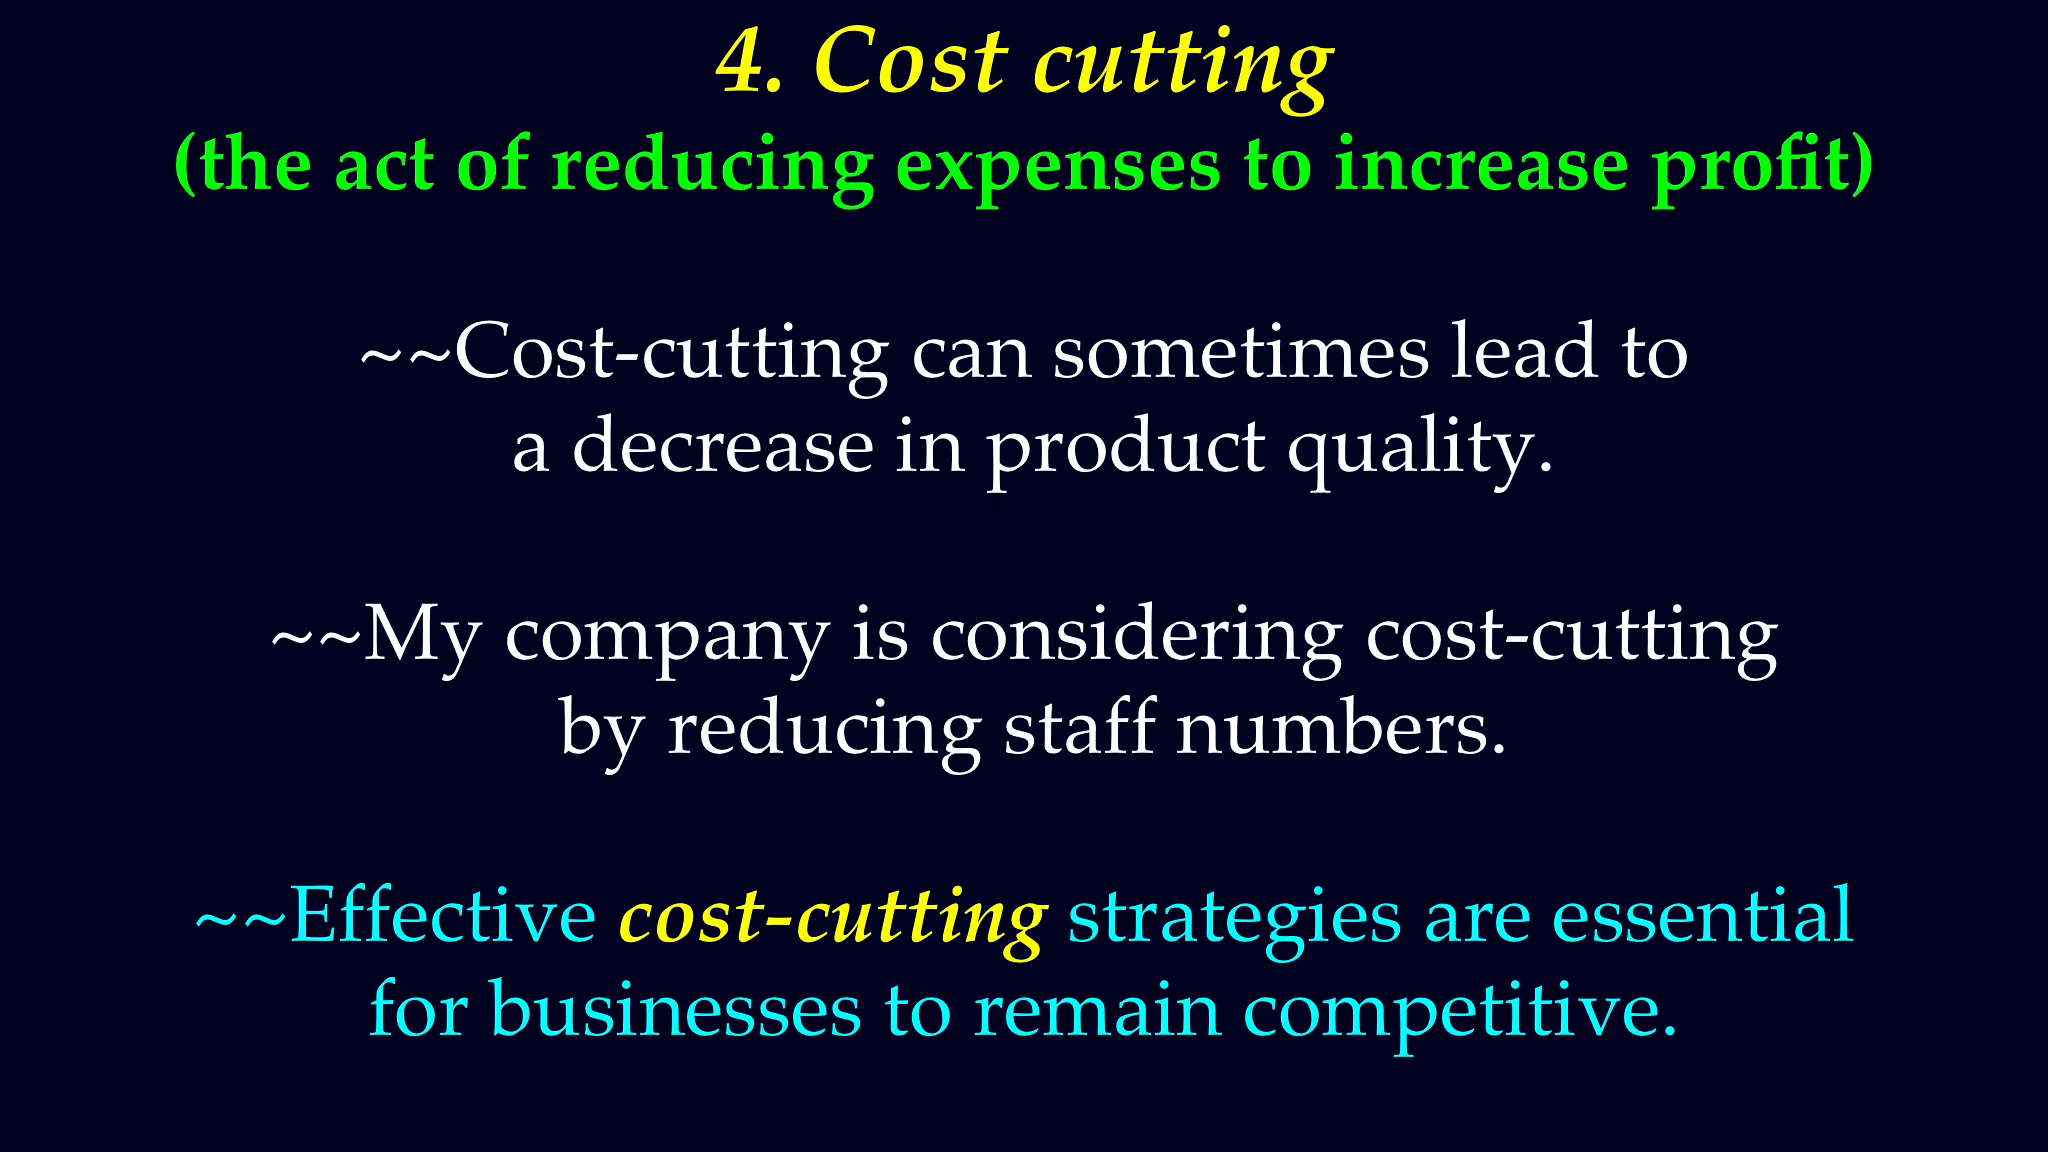 4. Cost cutting
(the act of reducing expenses to increase profit)
~~Cost-cutting can sometimes lead to
a decrease in product quality.
~~My company is considering cost-cutting
by reducing staff numbers.
~~Effective cost-cutting strategies are essential
for businesses to remain competitive.